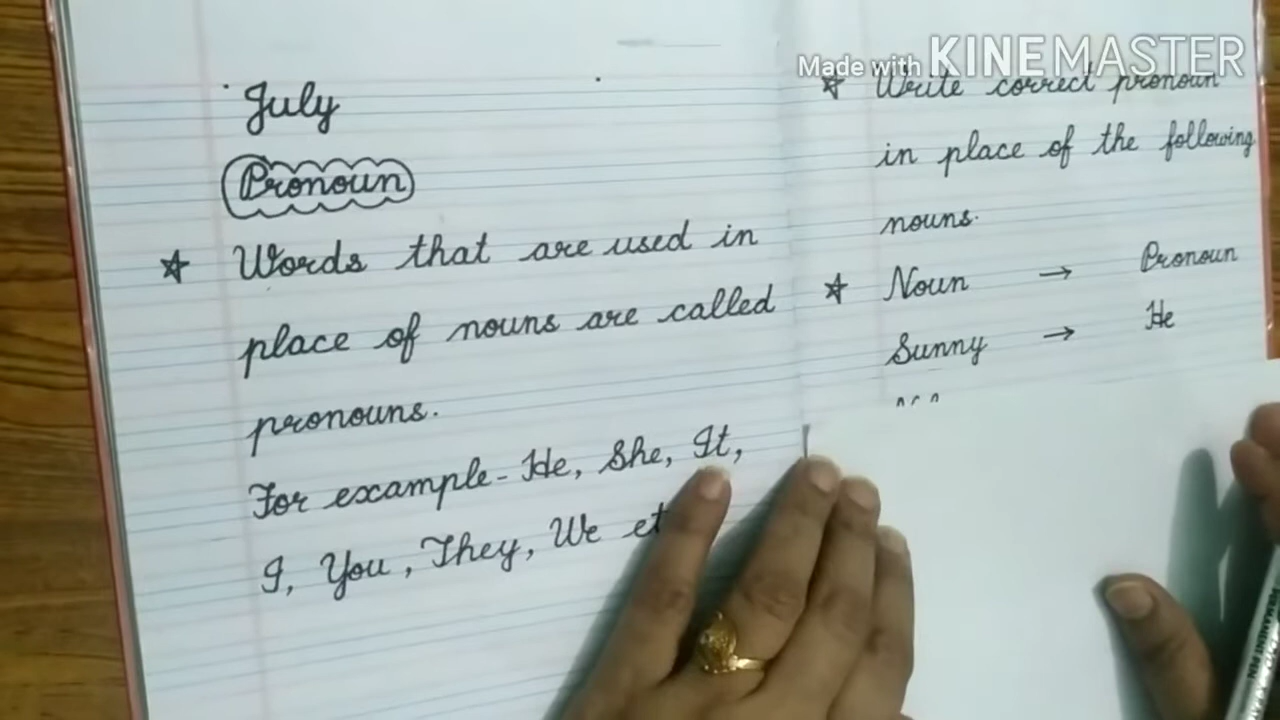 July
Pronoun
☆ Words that are used in
place of nouns are called
pronouns.
For example - He, She, It,
I, You, They, We et
Made with KINEMASTER
☆ Write correct pronoun
in place of the following
nouns.
☆ Noun → Pronoun
Sunny → He